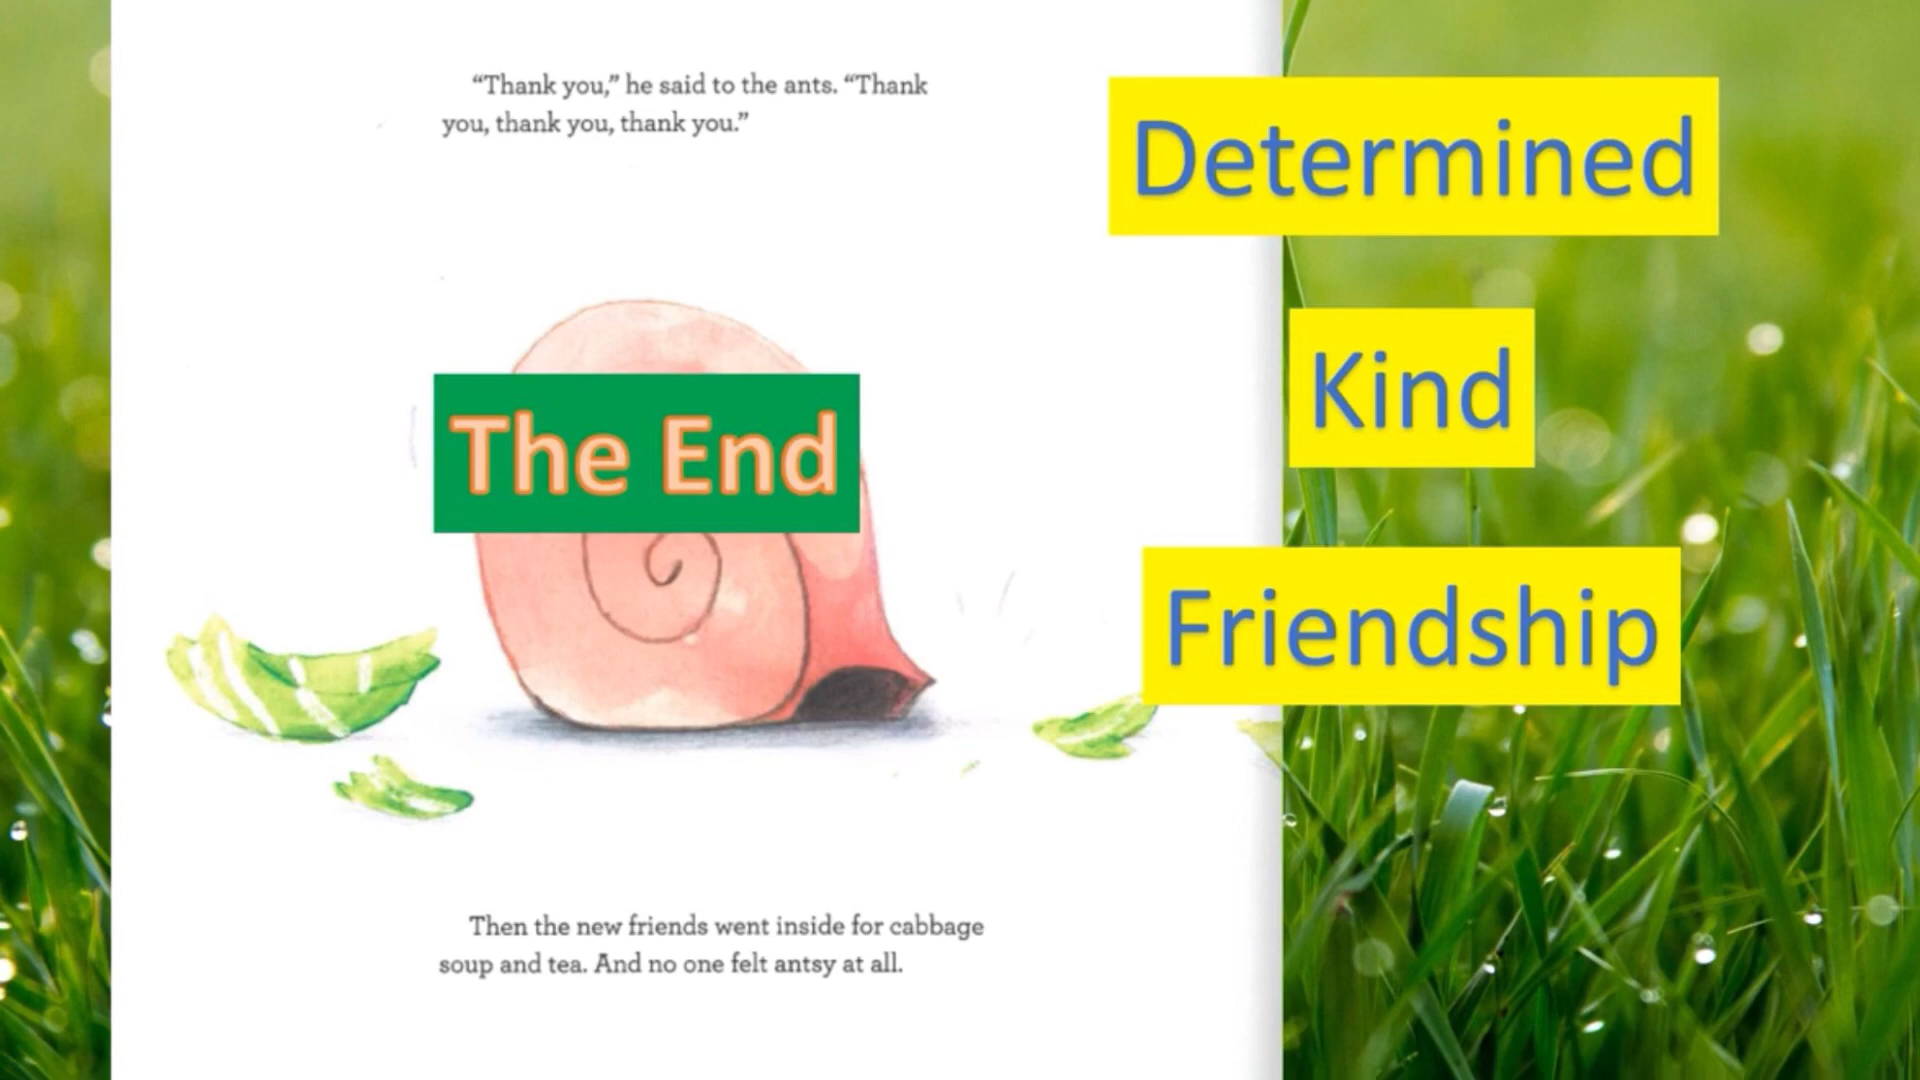 “Thank you,” he said to the ants. “Thank
you, thank you, thank you.”
Determined
Kind
The End
Friendship
Then the new friends went inside for cabbage
soup and tea. And no one felt antsy at all.